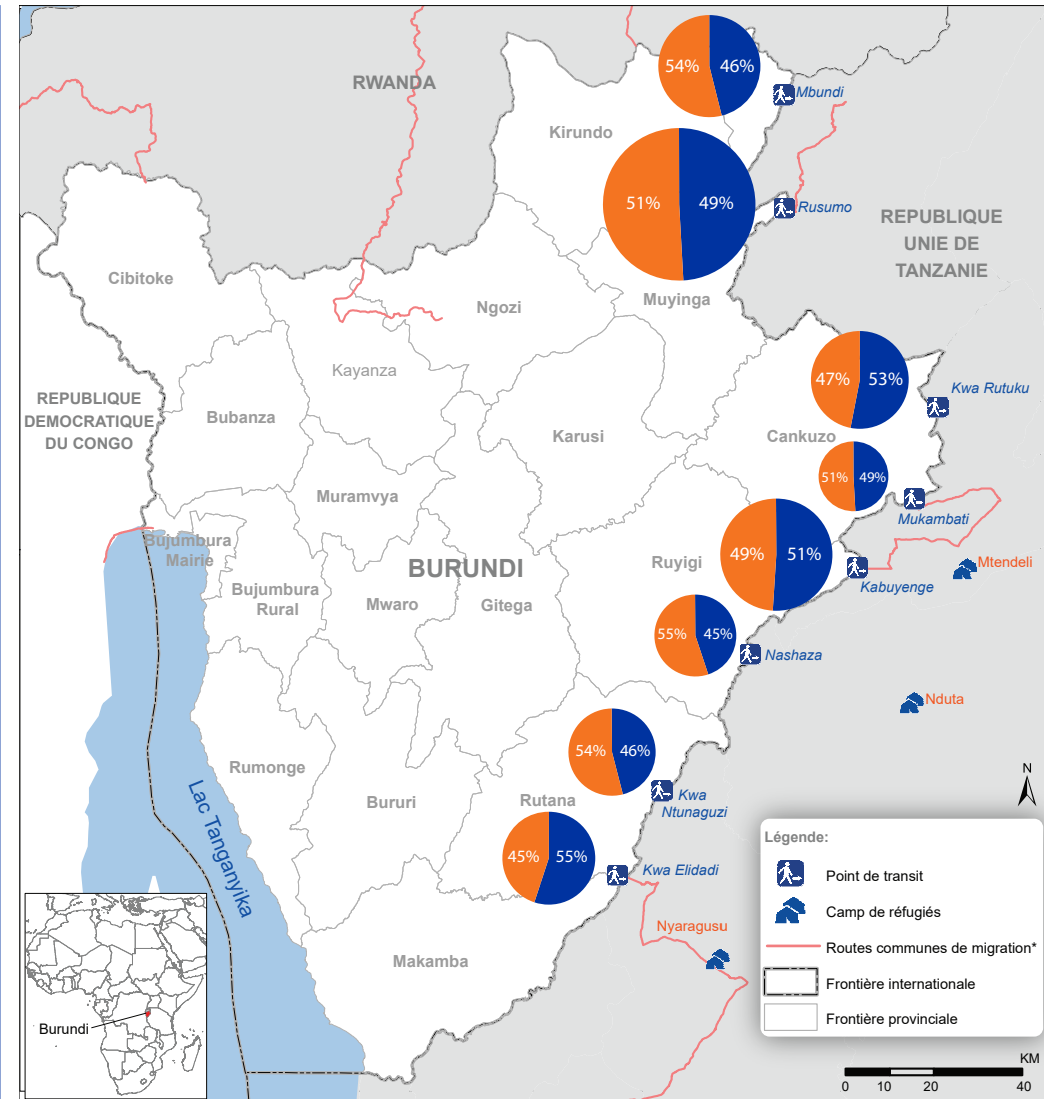 54%
46%
Mbundi
RWANDA
Kirundo
51%
49%
Rusumo
REPUBLIQUE
UNIE DE
TANZANIE
Cibitoke
Ngozi
Muyinga
Kayanza
47%
53%
Kwa Rutuku
REPUBLIQUE
DEMOCRATIQUE
DU CONGO
Bubanza
Karusi
Cankuzo
Muramvya
51%
49%
Mukambati
Bujumbura
Mairie
BURUNDI
Ruyigi
49%
51%
Kabuyenge
Mtendeli
Bujumbura
Rural
Mwaro
Gitega
55%
45%
Nashaza
Nduta
Rumonge
Lac Tanganyika
Bururi
54%
46%
Rutana
Kwa
Ntunaguzi
45%
55%
Kwa Elidadi
Nyaragusu
Makamba
Burundi
N
Légende:
Point de transit
Camp de réfugiés
Routes communes de migration*
Frontière internationale
Frontière provinciale
KM
0 10 20 40